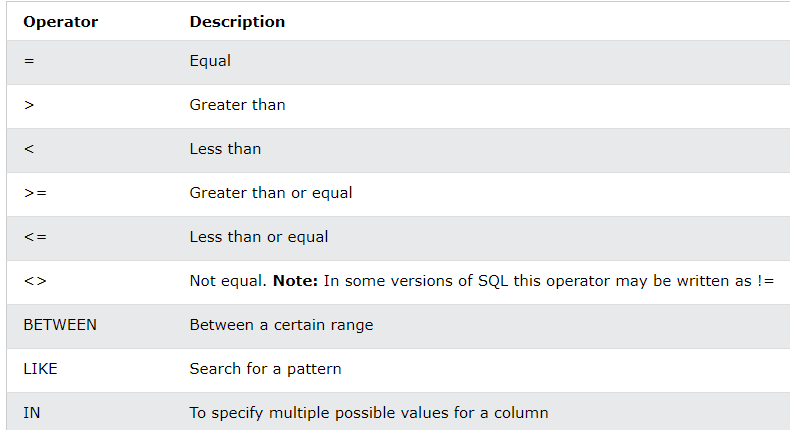 Operator Description
= Equal
> Greater than
< Less than
>= Greater than or equal
<= Less than or equal
<> Not equal. Note: In some versions of SQL this operator may be written as !=
BETWEEN Between a certain range
LIKE Search for a pattern
IN To specify multiple possible values for a column